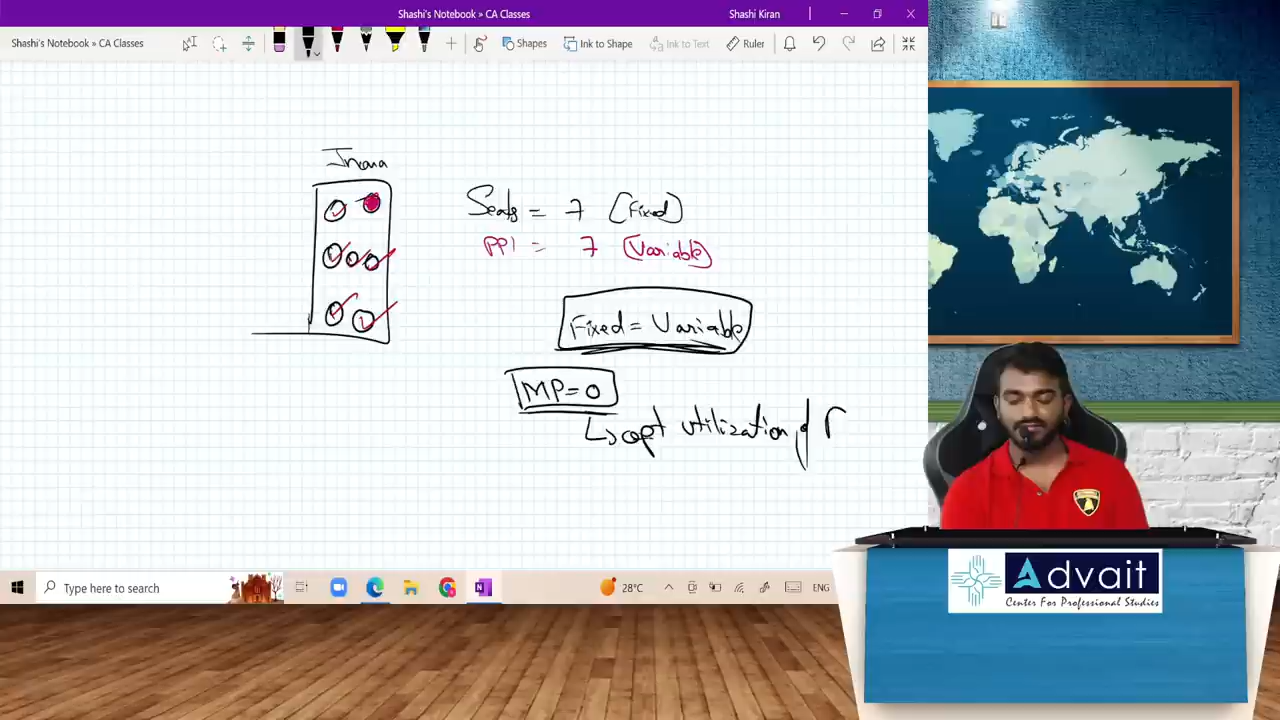 Shashi's Notebook » CA Classes
Shashi Kiran
Shashi's Notebook » CA Classes
Shapes
Ink to Shape
Ink to Text
Ruler
Seats = 7 (Fixed)
PPl = 7 (Variable)
Fixed = Variable
MP=0
↳ opt utilization of
Type here to search
28°C
ENG
Advait
Center For Professional Studies